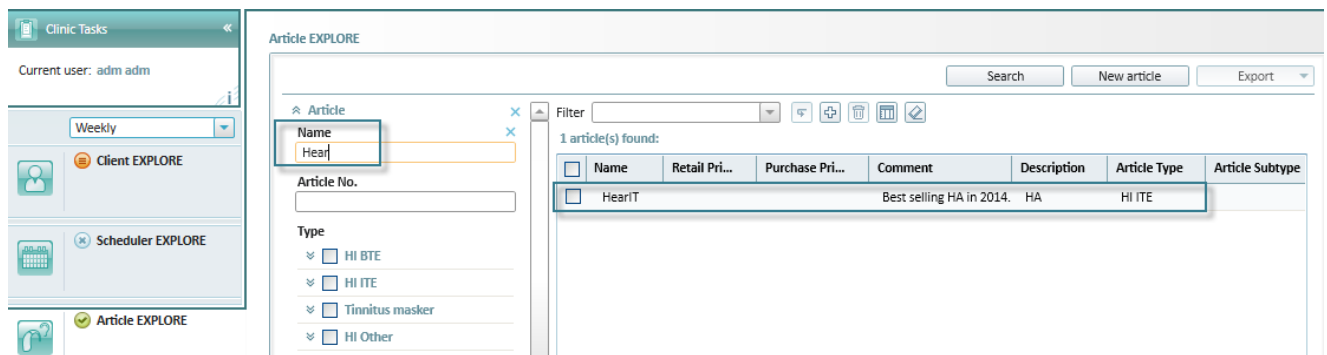 Clinic Tasks «
Current user: adm adm
i
Weekly
Client EXPLORE
Scheduler EXPLORE
Article EXPLORE
Article EXPLORE
Search New article Export
Article
Name
Hear
Article No.
Type
HI BTE
HI ITE
Tinnitus masker
HI Other
Filter
1 article(s) found:
Name Retail Pri... Purchase Pri... Comment Description Article Type Article Subtype
HearIT Best selling HA in 2014. HA HI ITE